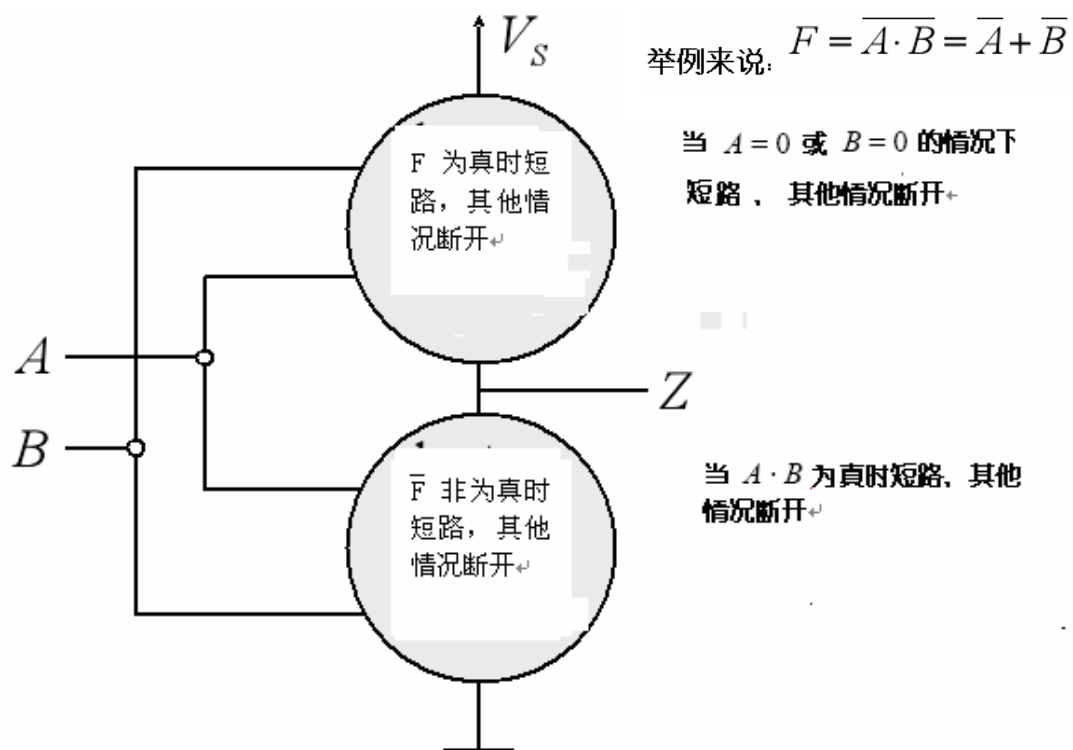 V_S
举例来说: F = \overline{A \cdot B} = \overline{A} + \overline{B}
F 为真时短
路，其他情
况断开↵
当 A = 0 或 B = 0 的情况下
短路， 其他情况断开↵
A
Z
B
\overline{F} 非为真时
短路，其他
情况断开↵
当 A · B 为真时短路, 其他
情况断开↵